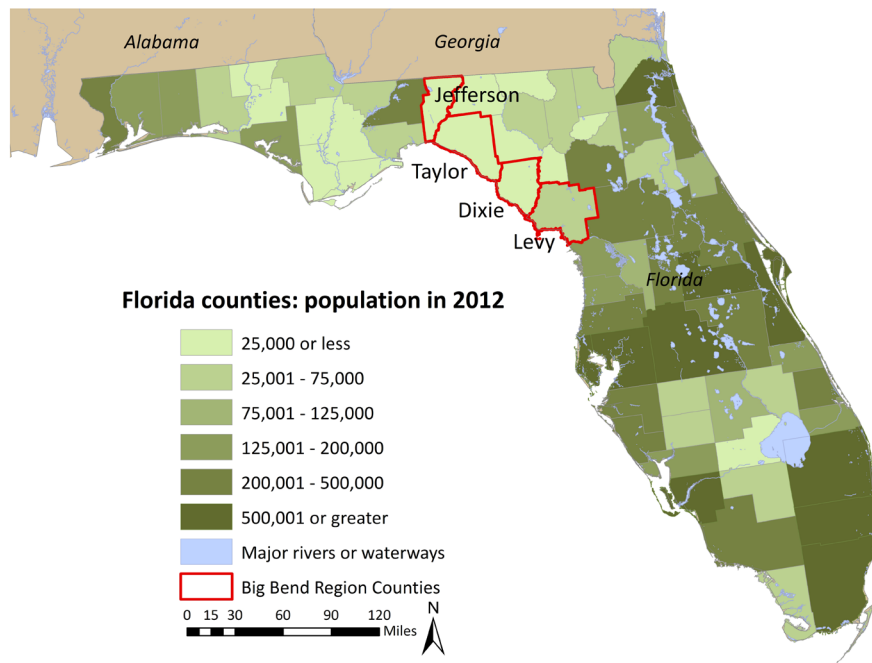 Alabama
Georgia
Jefferson
Taylor
Dixie
Levy
Florida
Florida counties: population in 2012
25,000 or less
25,001 - 75,000
75,001 - 125,000
125,001 - 200,000
200,001 - 500,000
500,001 or greater
Major rivers or waterways
Big Bend Region Counties
0 15 30 60 90 120
Miles
N